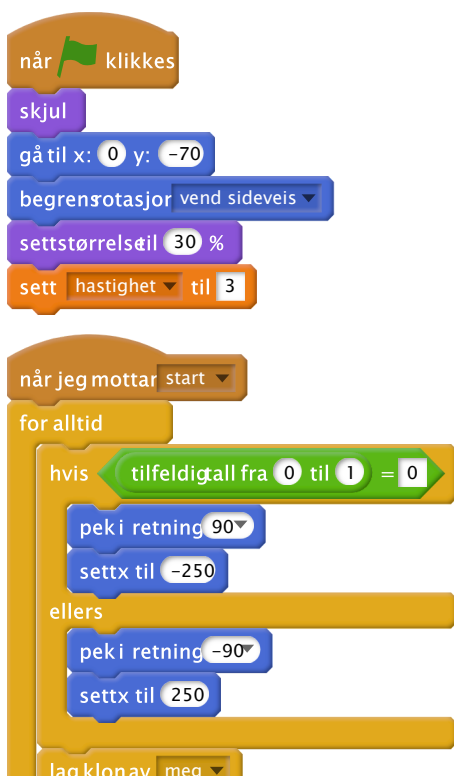 når klikkes
skjul
gå til x: 0 y: -70
begrens rotasjon vend sideveis
sett størrelse til 30 %
sett hastighet til 3
når jeg mottar start
for alltid
hvis tilfeldig tall fra 0 til 1 = 0
pek i retning 90
sett x til -250
ellers
pek i retning -90
sett x til 250
lag klon av meg